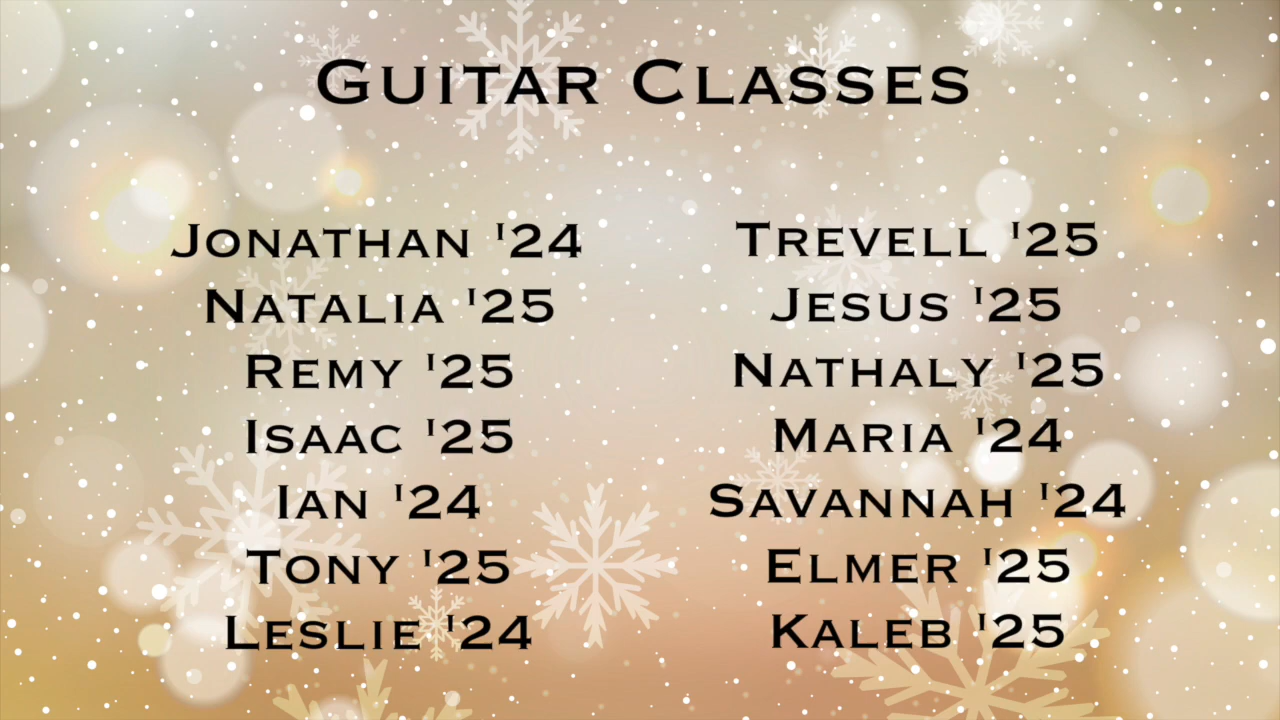 Guitar Classes
Jonathan '24
Natalia '25
Remy '25
Isaac '25
Ian '24
Tony '25
Leslie '24
Trevell '25
Jesus '25
Nathaly '25
Maria '24
Savannah '24
Elmer '25
Kaleb '25